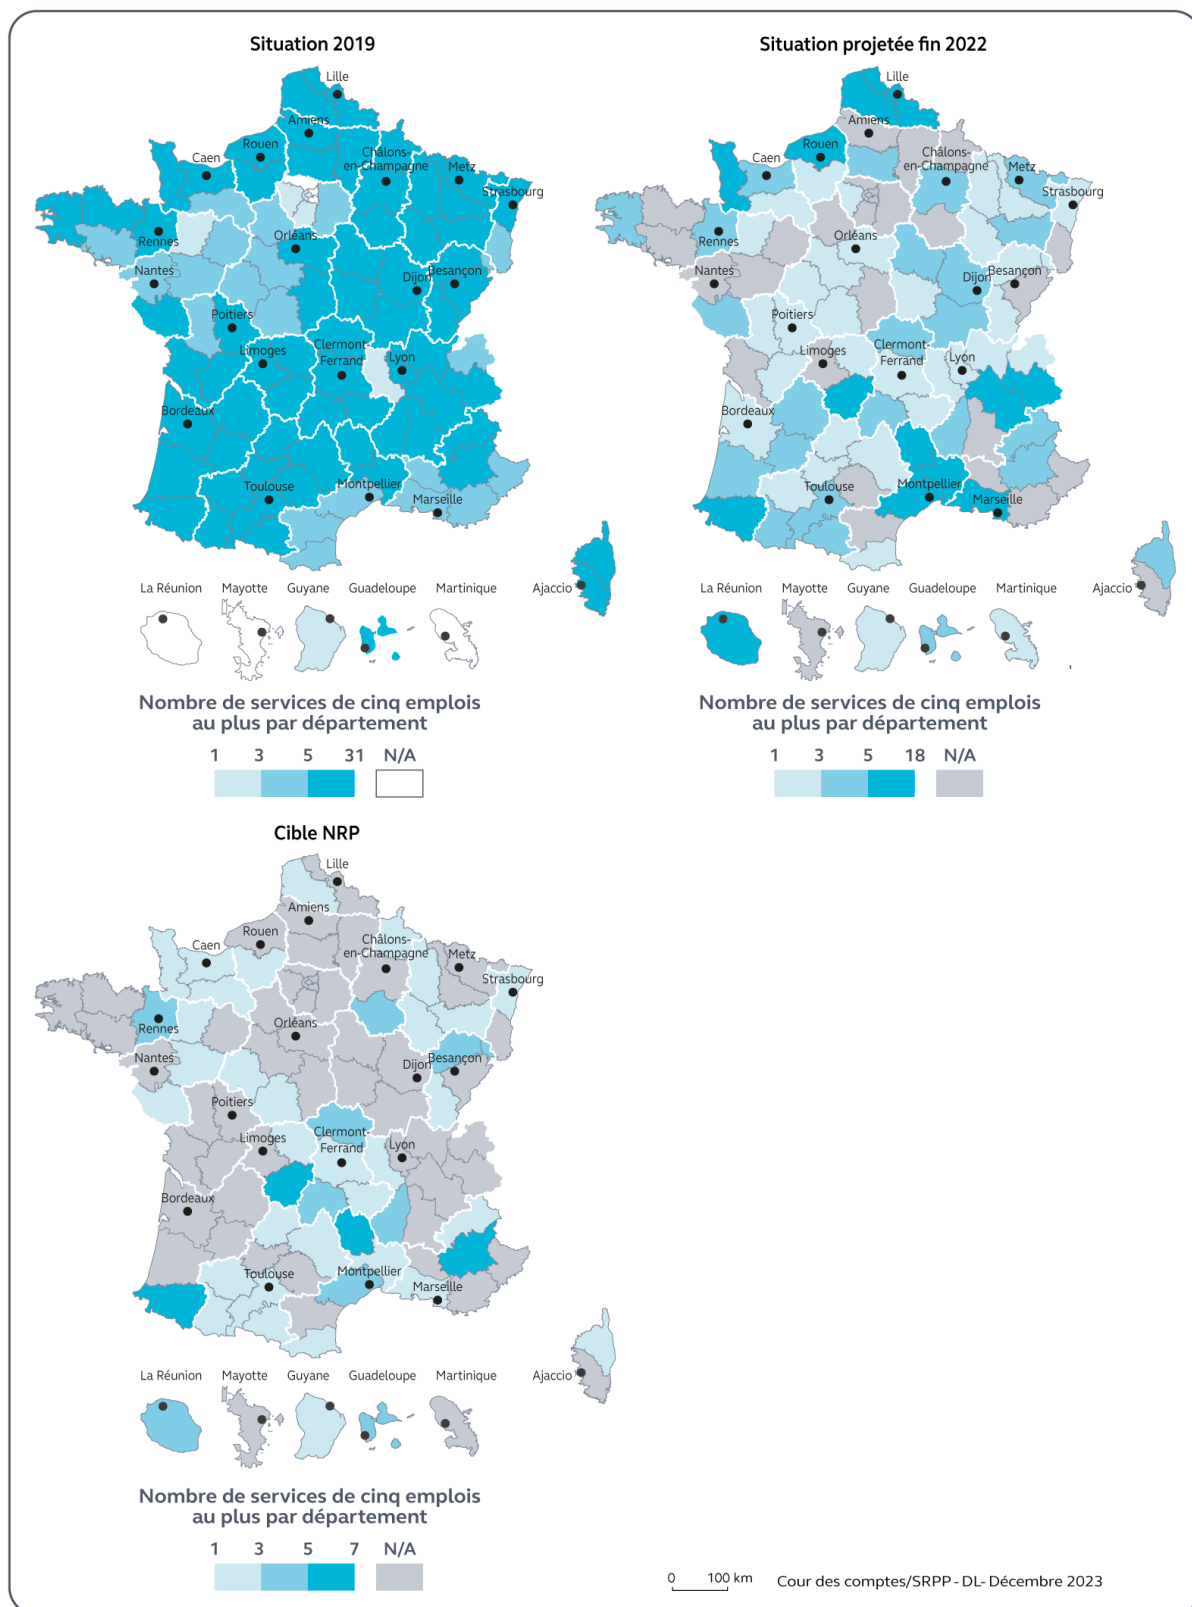 Situation 2019
Lille
Amiens
Rouen
Caen
Châlons-
en-Champagne
Metz
Strasbourg
Rennes
Orléans
Nantes
Dijon
Besançon
Poitiers
Limoges
Clermont-
Ferrand
Lyon
Bordeaux
Toulouse
Montpellier
Marseille
La Réunion
Mayotte
Guyane
Guadeloupe
Martinique
Ajaccio
Nombre de services de cinq emplois
au plus par département
1 3 5 31 N/A
Situation projetée fin 2022
Lille
Amiens
Rouen
Caen
Châlons-
en-Champagne
Metz
Strasbourg
Rennes
Orléans
Nantes
Dijon
Besançon
Poitiers
Limoges
Clermont-
Ferrand
Lyon
Bordeaux
Toulouse
Montpellier
Marseille
La Réunion
Mayotte
Guyane
Guadeloupe
Martinique
Ajaccio
Nombre de services de cinq emplois
au plus par département
1 3 5 18 N/A
Cible NRP
Lille
Amiens
Rouen
Caen
Châlons-
en-Champagne
Metz
Strasbourg
Rennes
Orléans
Nantes
Dijon
Besançon
Poitiers
Limoges
Clermont-
Ferrand
Lyon
Bordeaux
Toulouse
Montpellier
Marseille
La Réunion
Mayotte
Guyane
Guadeloupe
Martinique
Ajaccio
Nombre de services de cinq emplois
au plus par département
1 3 5 7 N/A
0 100 km
Cour des comptes/SRPP - DL- Décembre 2023